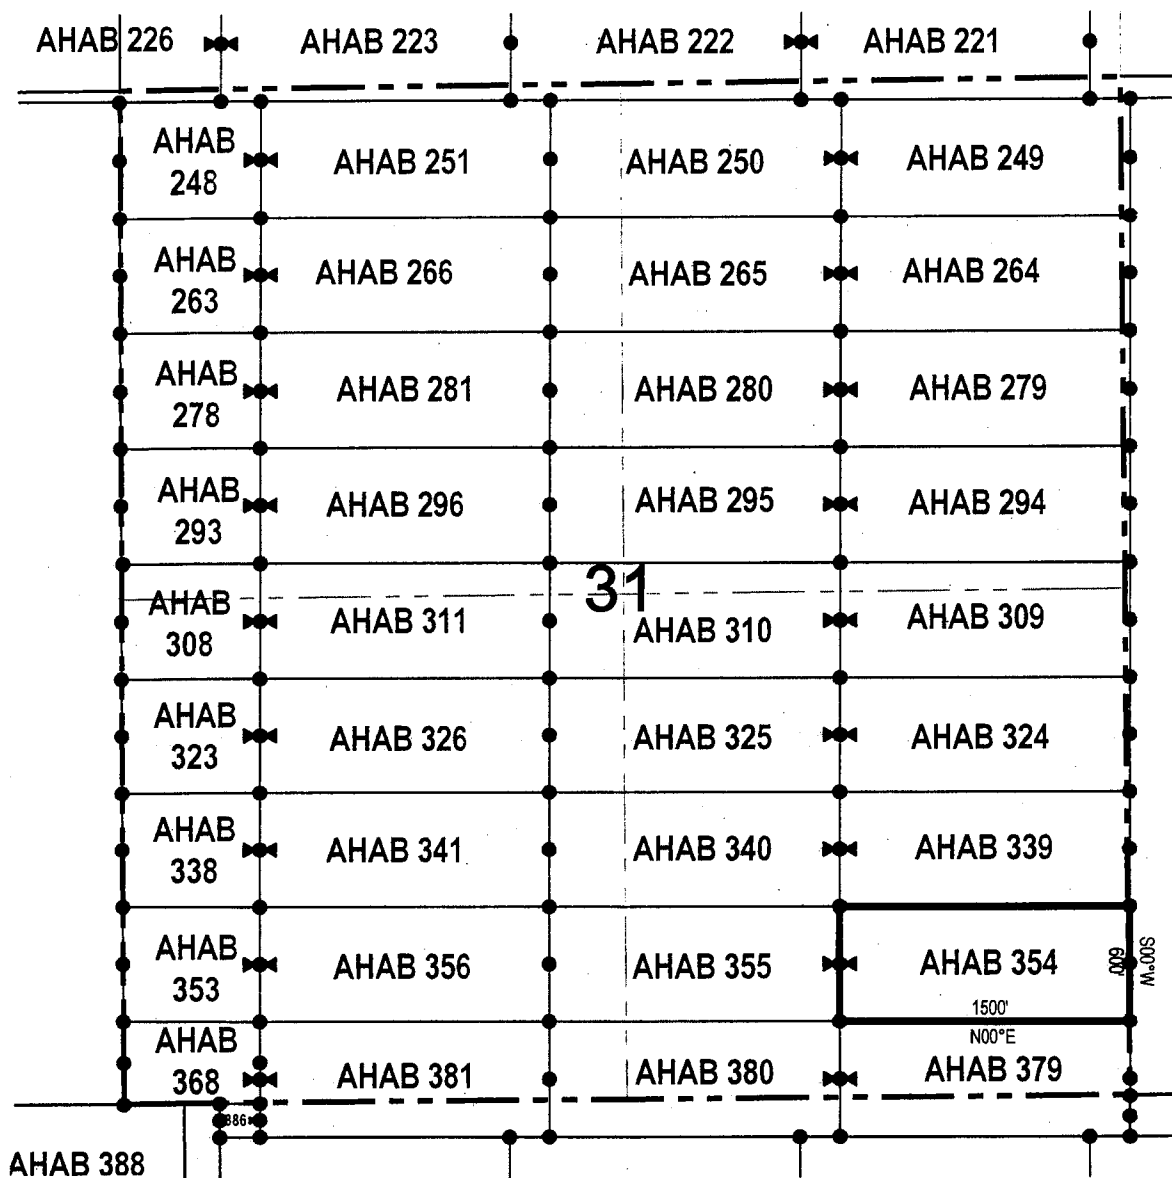 AHAB 226
AHAB 223
AHAB 222
AHAB 221
AHAB
248
AHAB 251
AHAB 250
AHAB 249
AHAB
263
AHAB 266
AHAB 265
AHAB 264
AHAB
278
AHAB 281
AHAB 280
AHAB 279
AHAB
293
AHAB 296
AHAB 295
AHAB 294
31
AHAB
308
AHAB 311
AHAB 310
AHAB 309
AHAB
323
AHAB 326
AHAB 325
AHAB 324
AHAB
338
AHAB 341
AHAB 340
AHAB 339
AHAB
353
AHAB 356
AHAB 355
AHAB 354
600'
S00°W
1500'
N00°E
AHAB
368
AHAB 381
AHAB 380
AHAB 379
386
AHAB 388